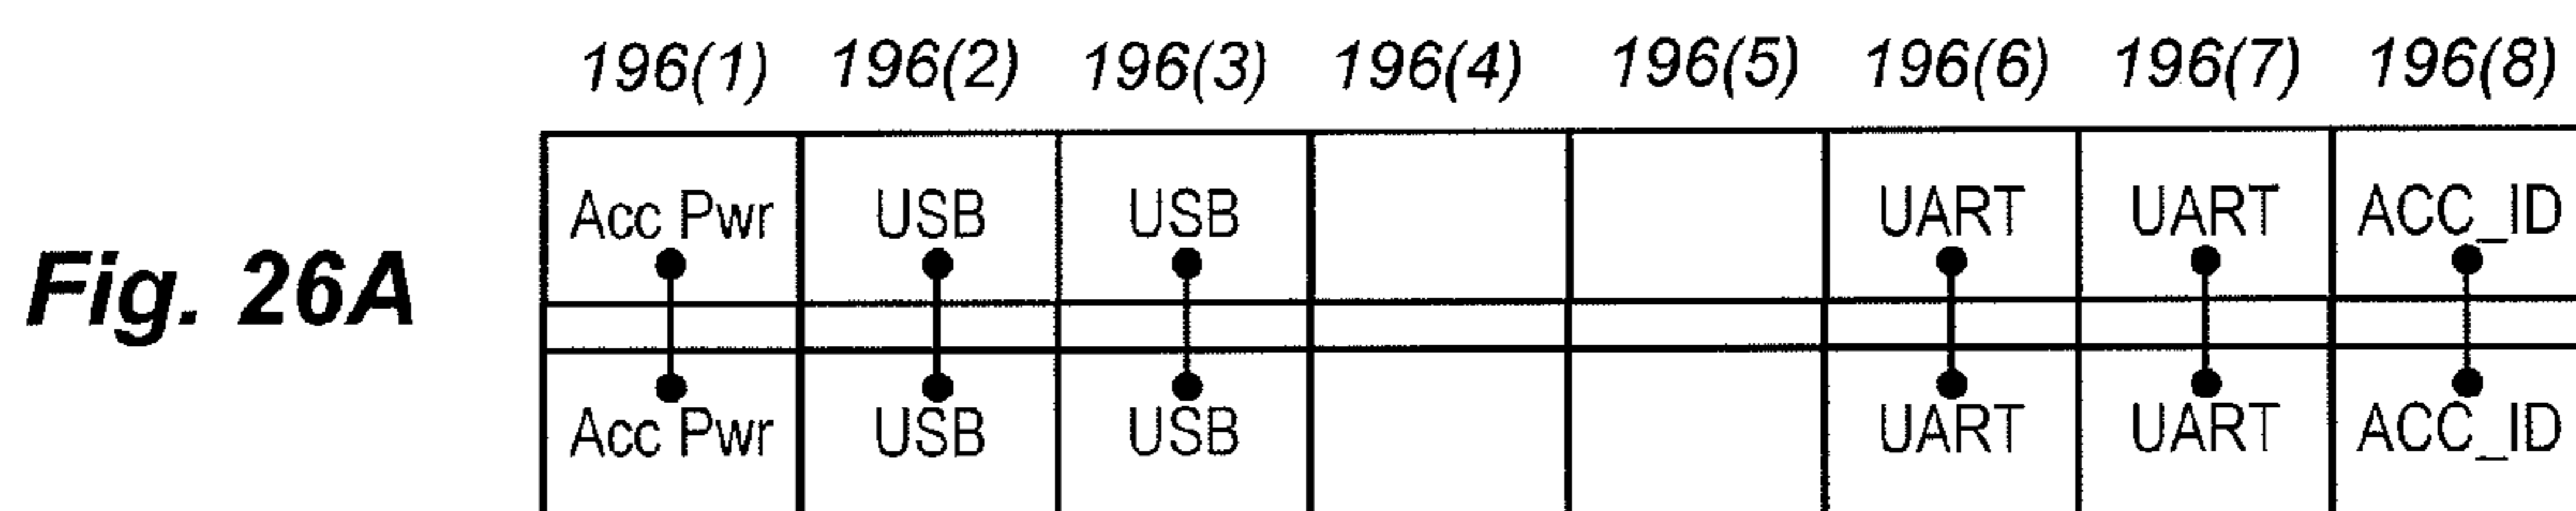 196(1) 196(2) 196(3) 196(4) 196(5) 196(6) 196(7) 196(8)
Acc Pwr USB USB UART UART ACC_ID
Fig. 26A
Acc Pwr USB USB UART UART ACC_ID